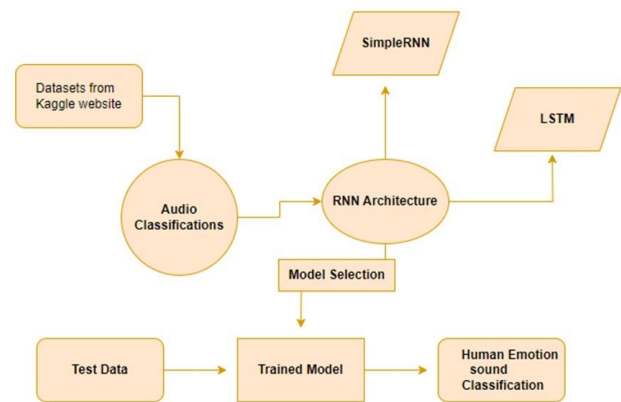 SimpleRNN
Datasets from
Kaggle website
LSTM
Audio
Classifications
RNN Architecture
Model Selection
Test Data
Trained Model
Human Emotion
sound
Classification